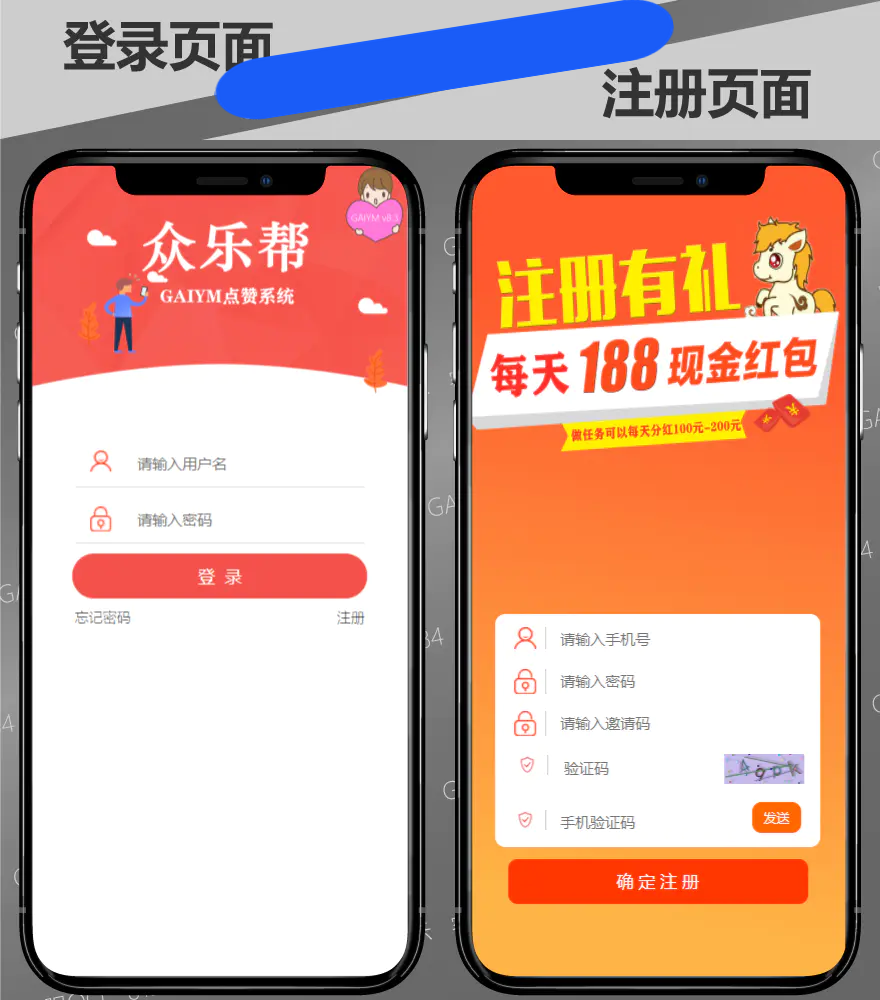 登录页面
注册页面
GAIYM v8.3
众乐帮
GAIYM点赞系统
请输入用户名
请输入密码
登 录
忘记密码
注册
注册有礼
每天188现金红包
做任务可以每天分红100元-200元
请输入手机号
请输入密码
请输入邀请码
验证码
手机验证码
发送
确定注册